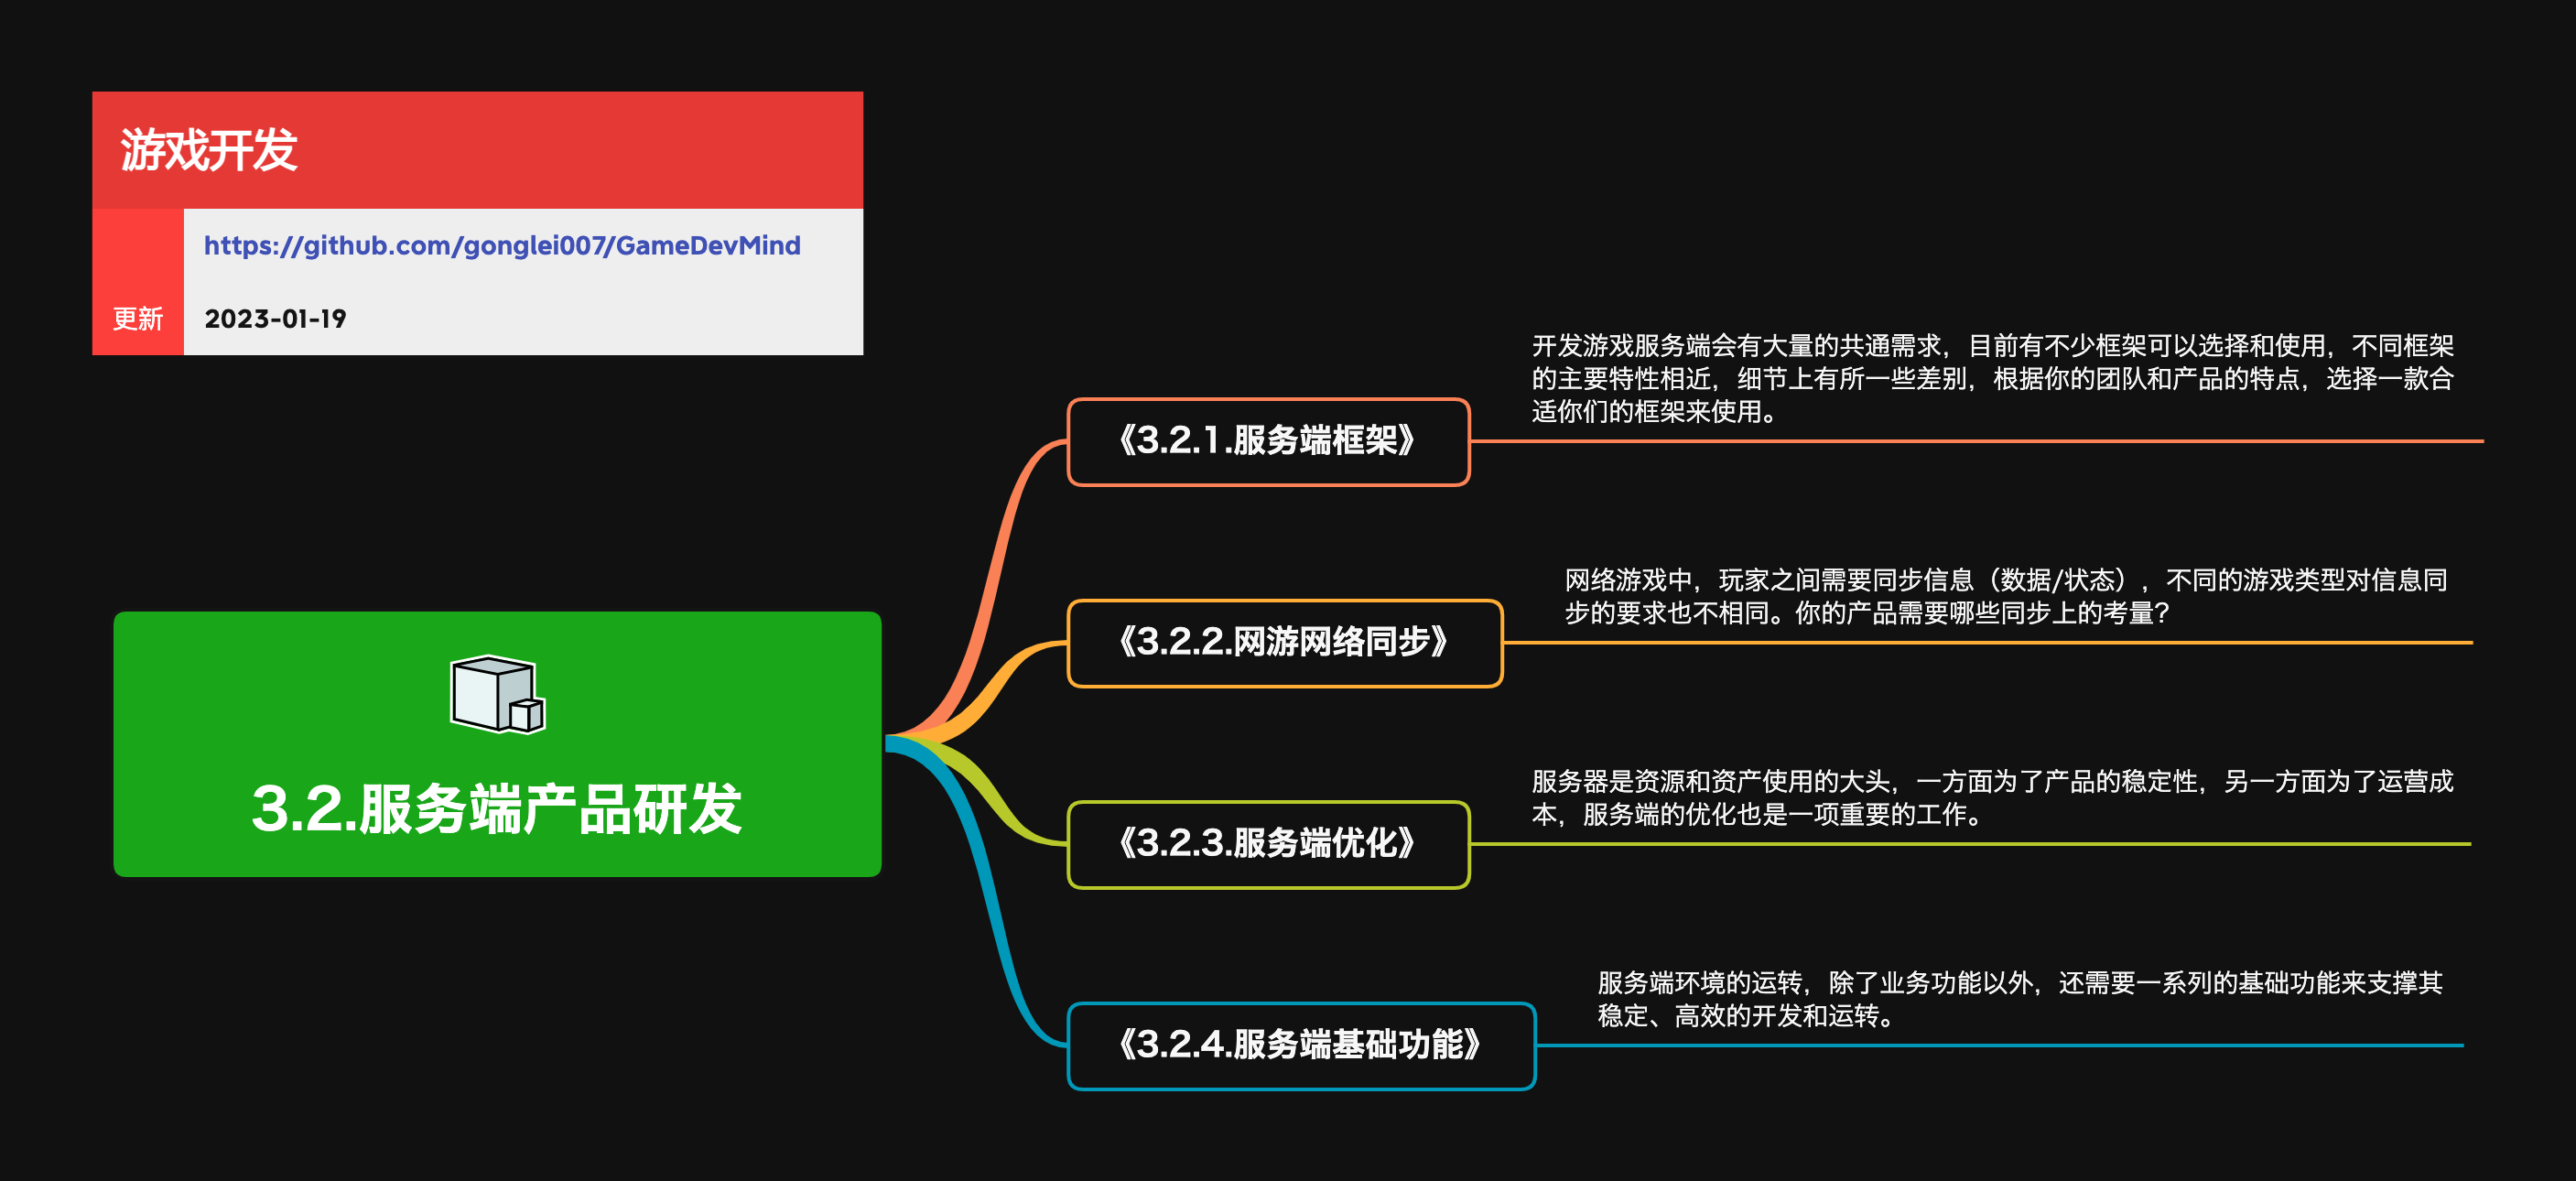 游戏开发
https://github.com/gonglei007/GameDevMind
更新 2023-01-19
3.2.服务端产品研发
《3.2.1.服务端框架》
开发游戏服务端会有大量的共通需求，目前有不少框架可以选择和使用，不同框架
的主要特性相近，细节上有所一些差别，根据你的团队和产品的特点，选择一款合
适你们的框架来使用。
《3.2.2.网游网络同步》
网络游戏中，玩家之间需要同步信息（数据/状态），不同的游戏类型对信息同
步的要求也不相同。你的产品需要哪些同步上的考量？
《3.2.3.服务端优化》
服务器是资源和资产使用的大头，一方面为了产品的稳定性，另一方面为了运营成
本，服务端的优化也是一项重要的工作。
《3.2.4.服务端基础功能》
服务端环境的运转，除了业务功能以外，还需要一系列的基础功能来支撑其
稳定、高效的开发和运转。